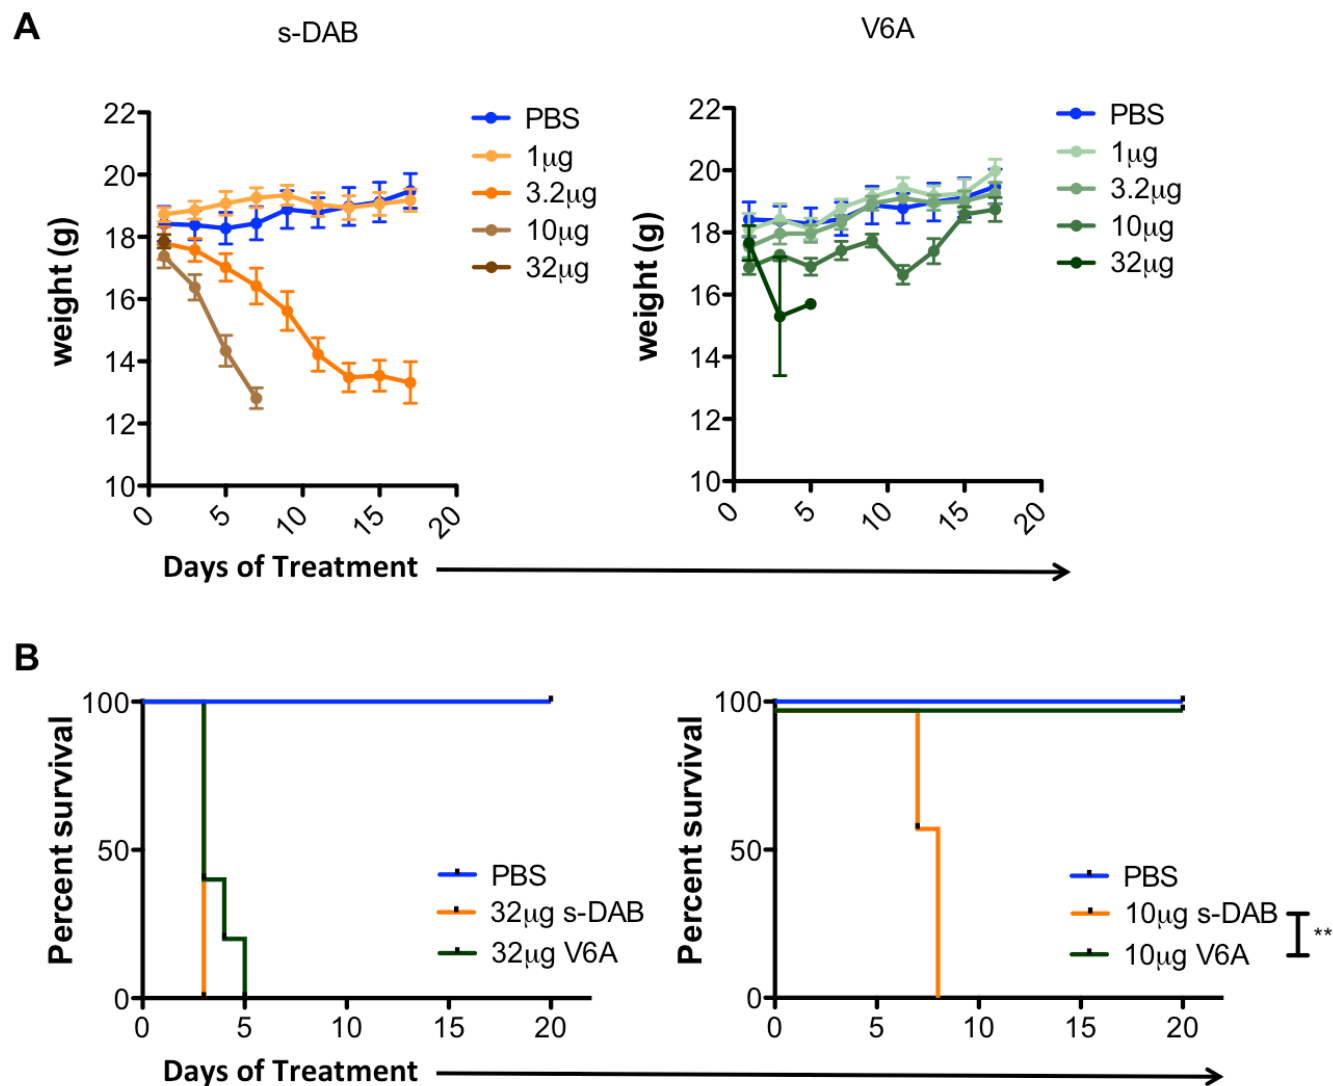 A
s-DAB
V6A
22
20
18
16
14
12
10
weight (g)
0
5
10
15
20
PBS
1μg
3.2μg
10μg
32μg
22
20
18
16
14
12
10
weight (g)
0
5
10
15
20
PBS
1μg
3.2μg
10μg
32μg
Days of Treatment
B
100
50
0
Percent survival
0
5
10
15
20
PBS
32μg s-DAB
32μg V6A
100
50
0
Percent survival
0
5
10
15
20
PBS
10μg s-DAB
10μg V6A
**
Days of Treatment